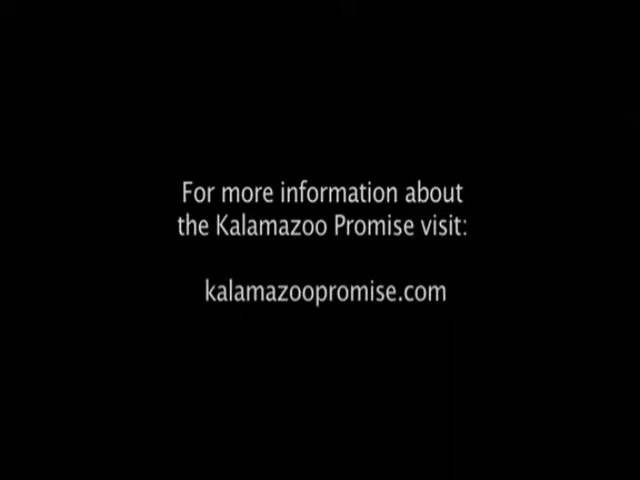 For more information about
the Kalamazoo Promise visit:
kalamazoopromise.com